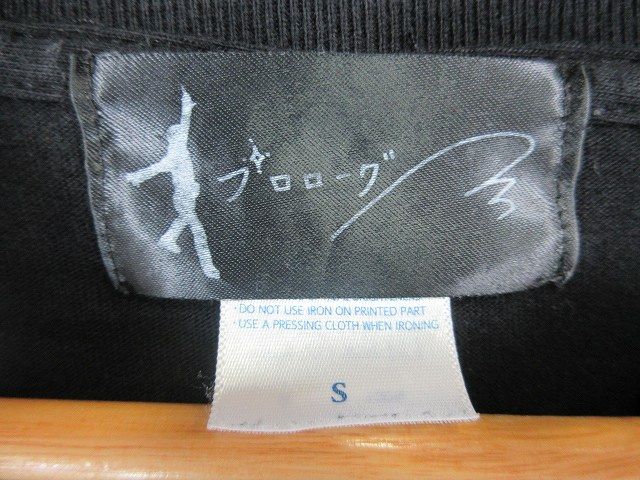 プロローグ
・DO NOT USE IRON ON PRINTED PART
・USE A PRESSING CLOTH WHEN IRONING
S